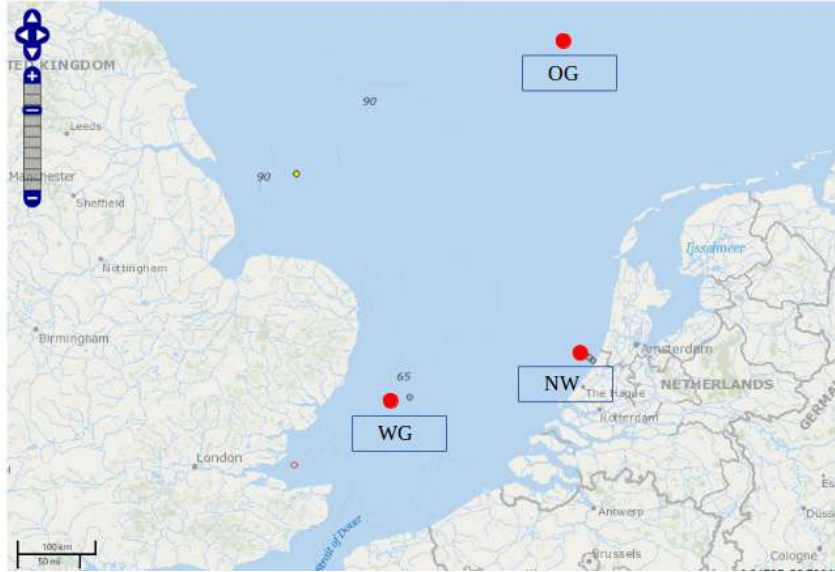 OG
TED KINGDOM
90
Leeds
Manchester
90
Sheffield
Ijsselmeer
Nottingham
Birmingham
Amsterdam
65
NW
The Hague
NETHERLANDS
Rotterdam
WG
London
Antwerp
Strait of Dover
Brussels
Cologne
100 km
50 mi